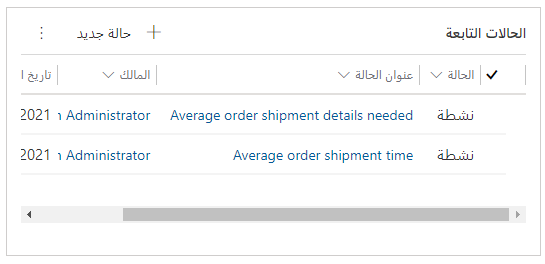 الحالات التابعة
حالة جديد
الحالة
عنوان الحالة
المالك
تاريخ ا
نشطة Average order shipment details needed Administrator 2021
نشطة Average order shipment time Administrator 2021